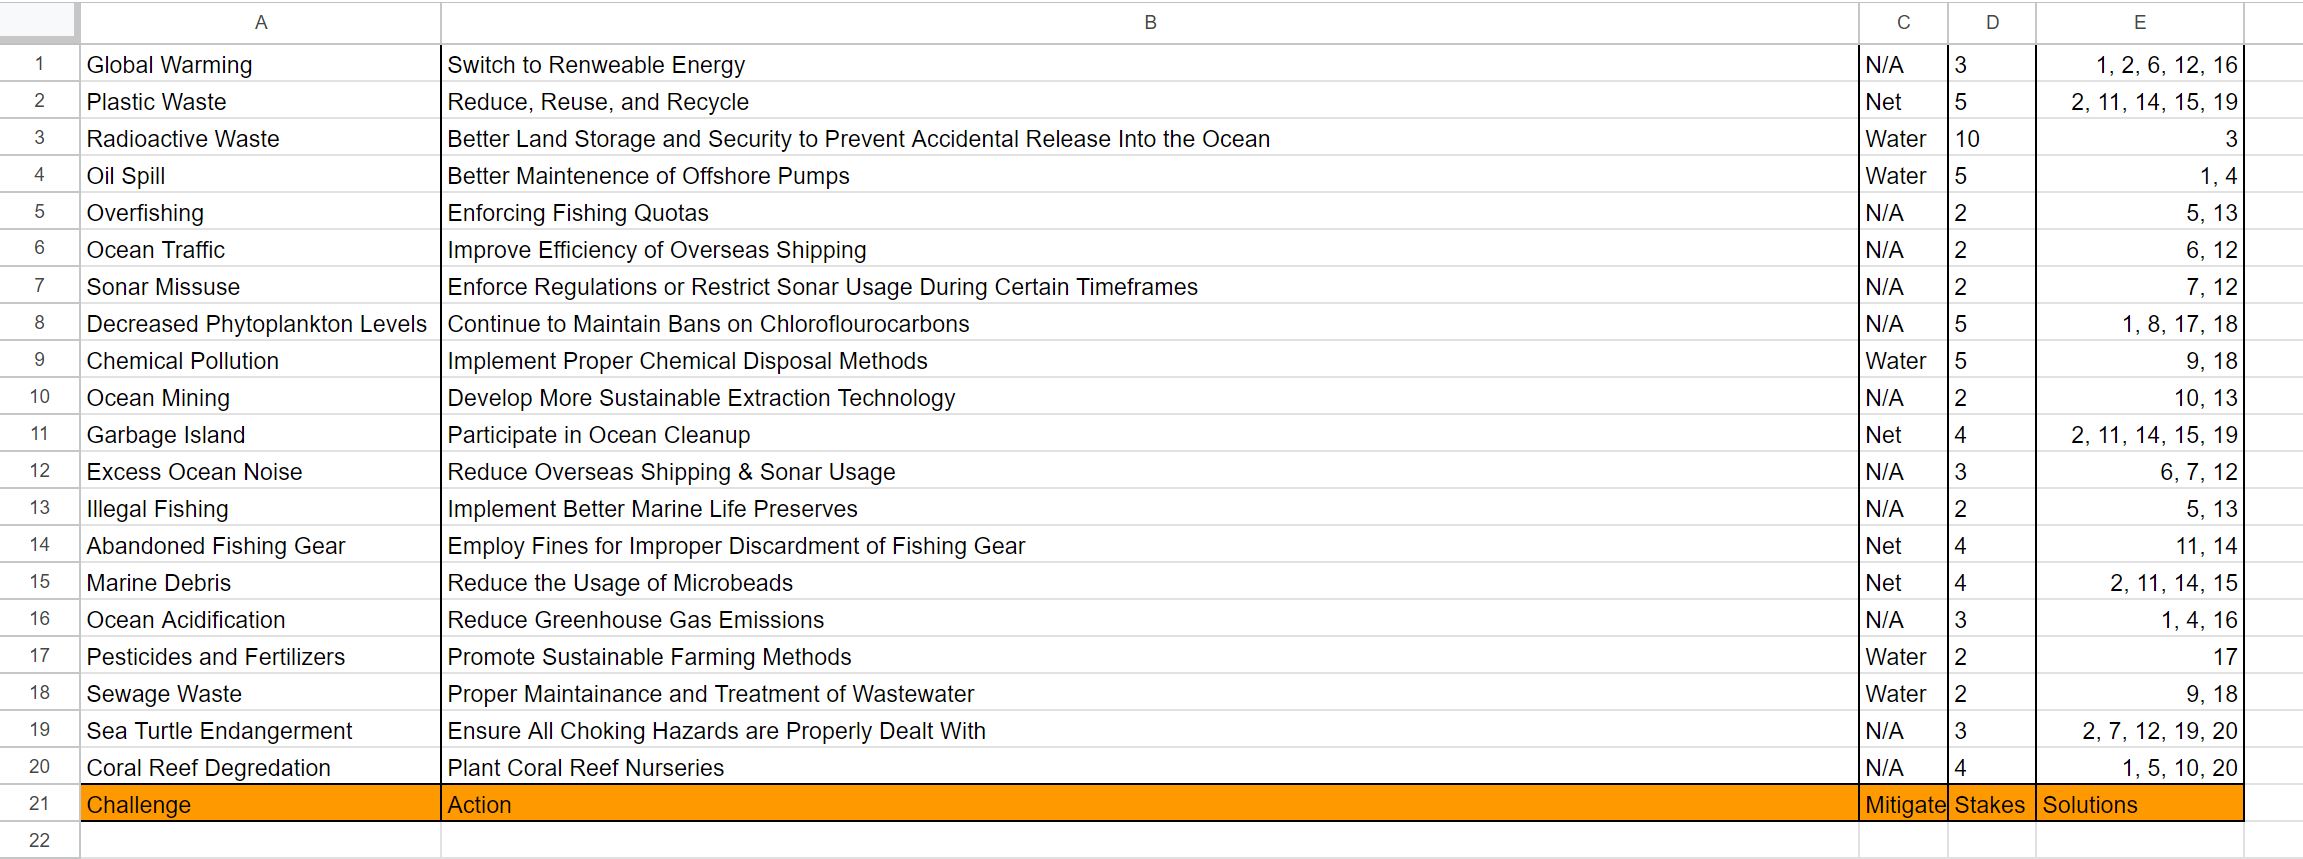 A B C D E
1 Global Warming Switch to Renweable Energy N/A 3 1, 2, 6, 12, 16
2 Plastic Waste Reduce, Reuse, and Recycle Net 5 2, 11, 14, 15, 19
3 Radioactive Waste Better Land Storage and Security to Prevent Accidental Release Into the Ocean Water 10 3
4 Oil Spill Better Maintenence of Offshore Pumps Water 5 1, 4
5 Overfishing Enforcing Fishing Quotas N/A 2 5, 13
6 Ocean Traffic Improve Efficiency of Overseas Shipping N/A 2 6, 12
7 Sonar Missuse Enforce Regulations or Restrict Sonar Usage During Certain Timeframes N/A 2 7, 12
8 Decreased Phytoplankton Levels Continue to Maintain Bans on Chloroflourocarbons N/A 5 1, 8, 17, 18
9 Chemical Pollution Implement Proper Chemical Disposal Methods Water 5 9, 18
10 Ocean Mining Develop More Sustainable Extraction Technology N/A 2 10, 13
11 Garbage Island Participate in Ocean Cleanup Net 4 2, 11, 14, 15, 19
12 Excess Ocean Noise Reduce Overseas Shipping & Sonar Usage N/A 3 6, 7, 12
13 Illegal Fishing Implement Better Marine Life Preserves N/A 2 5, 13
14 Abandoned Fishing Gear Employ Fines for Improper Discardment of Fishing Gear Net 4 11, 14
15 Marine Debris Reduce the Usage of Microbeads Net 4 2, 11, 14, 15
16 Ocean Acidification Reduce Greenhouse Gas Emissions N/A 3 1, 4, 16
17 Pesticides and Fertilizers Promote Sustainable Farming Methods Water 2 17
18 Sewage Waste Proper Maintainance and Treatment of Wastewater Water 2 9, 18
19 Sea Turtle Endangerment Ensure All Choking Hazards are Properly Dealt With N/A 3 2, 7, 12, 19, 20
20 Coral Reef Degredation Plant Coral Reef Nurseries N/A 4 1, 5, 10, 20
21 Challenge Action Mitigate Stakes Solutions
22